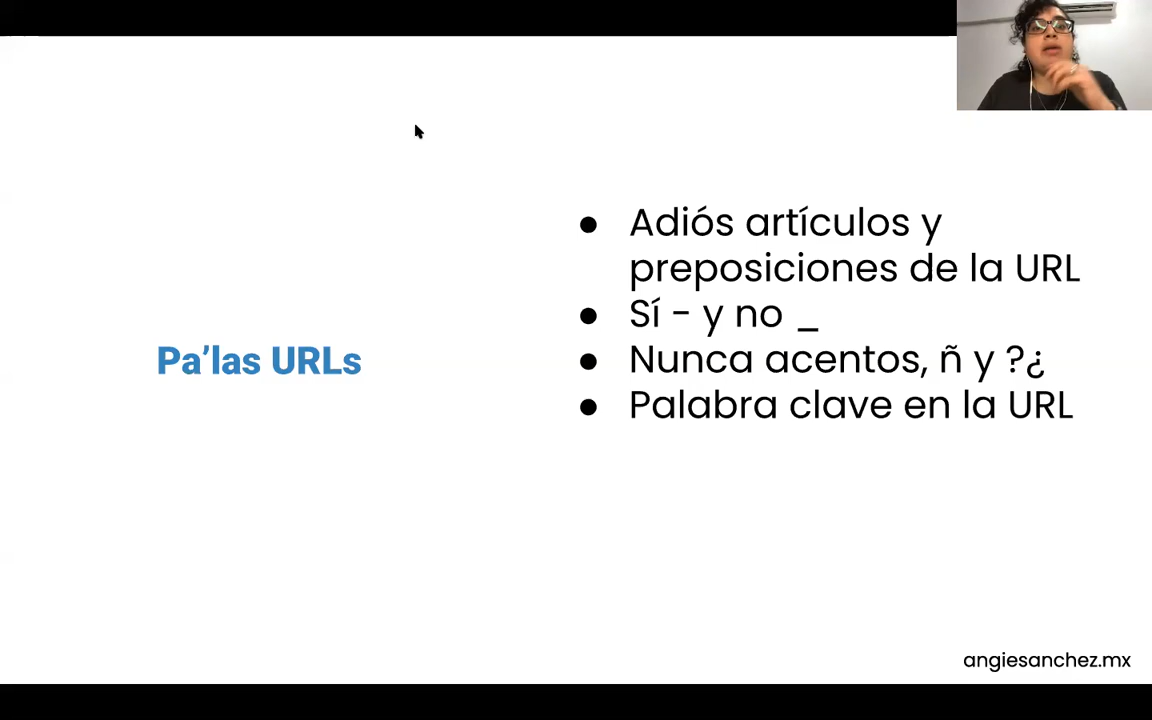 Pa’las URLs
● Adiós artículos y
preposiciones de la URL
● Sí - y no _
● Nunca acentos, ñ y ?¿
● Palabra clave en la URL
angiesanchez.mx